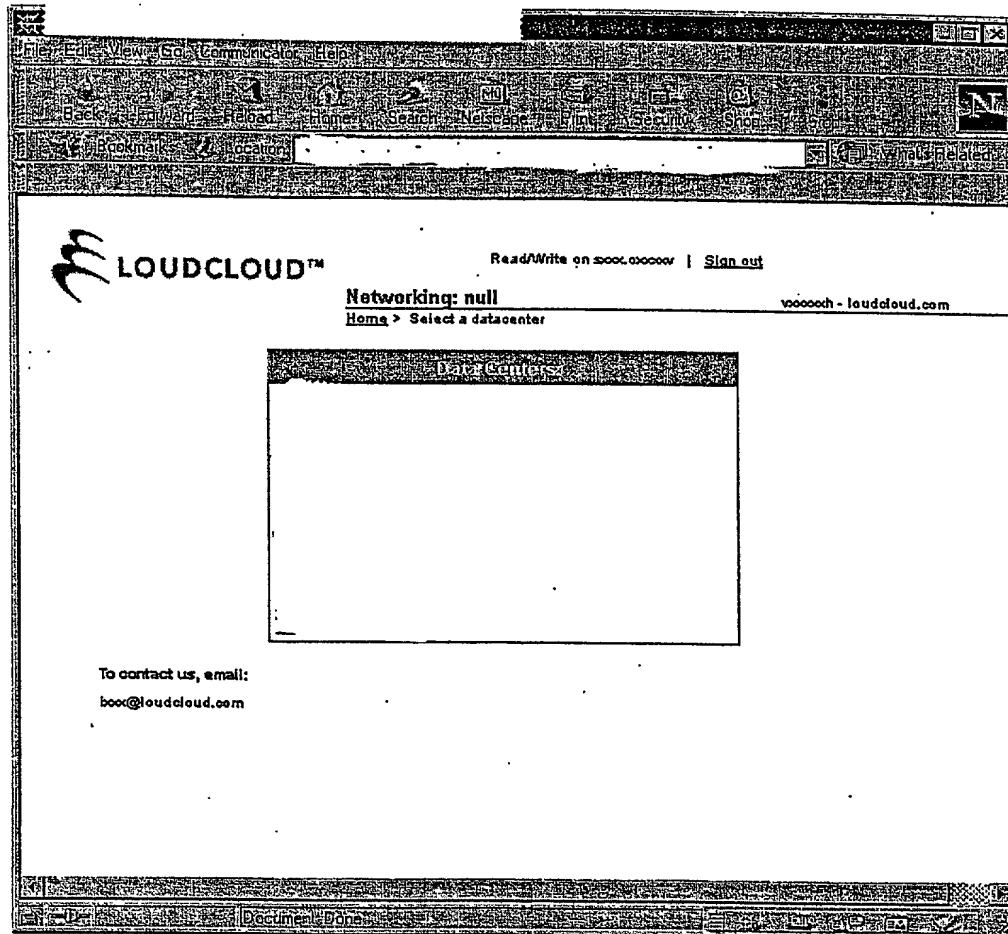 File Edit View Go Communicator Help
Back Forward Reload Home Search Netscape Print Security Shop
Bookmarks Location What's Related
N
LOUDCLOUD™
Read/Write on | Sign out
Networking: null
- loudcloud.com
Home > Select a datacenter
Data Centers:
To contact us, email:
boox@loudcloud.com
Document: Done